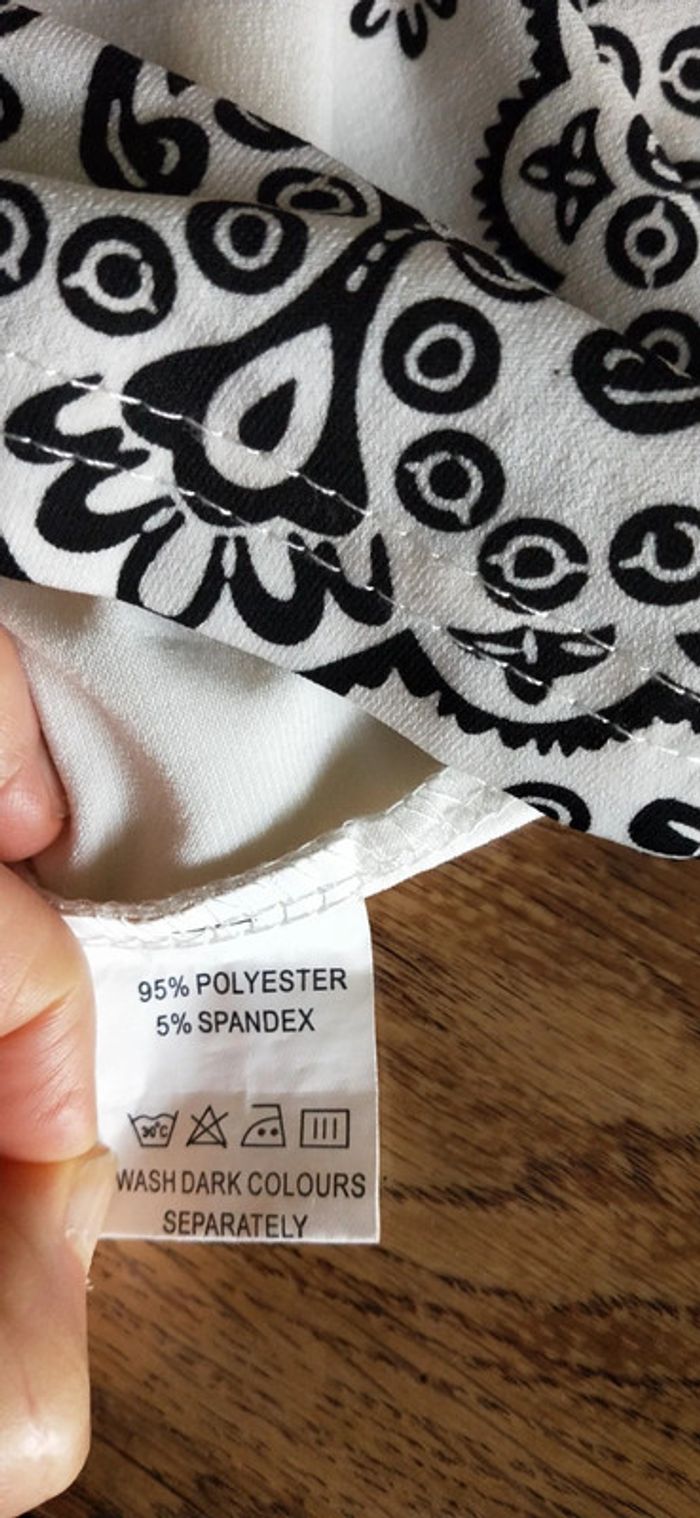 95% POLYESTER
5% SPANDEX
30°C
WASH DARK COLOURS
SEPARATELY